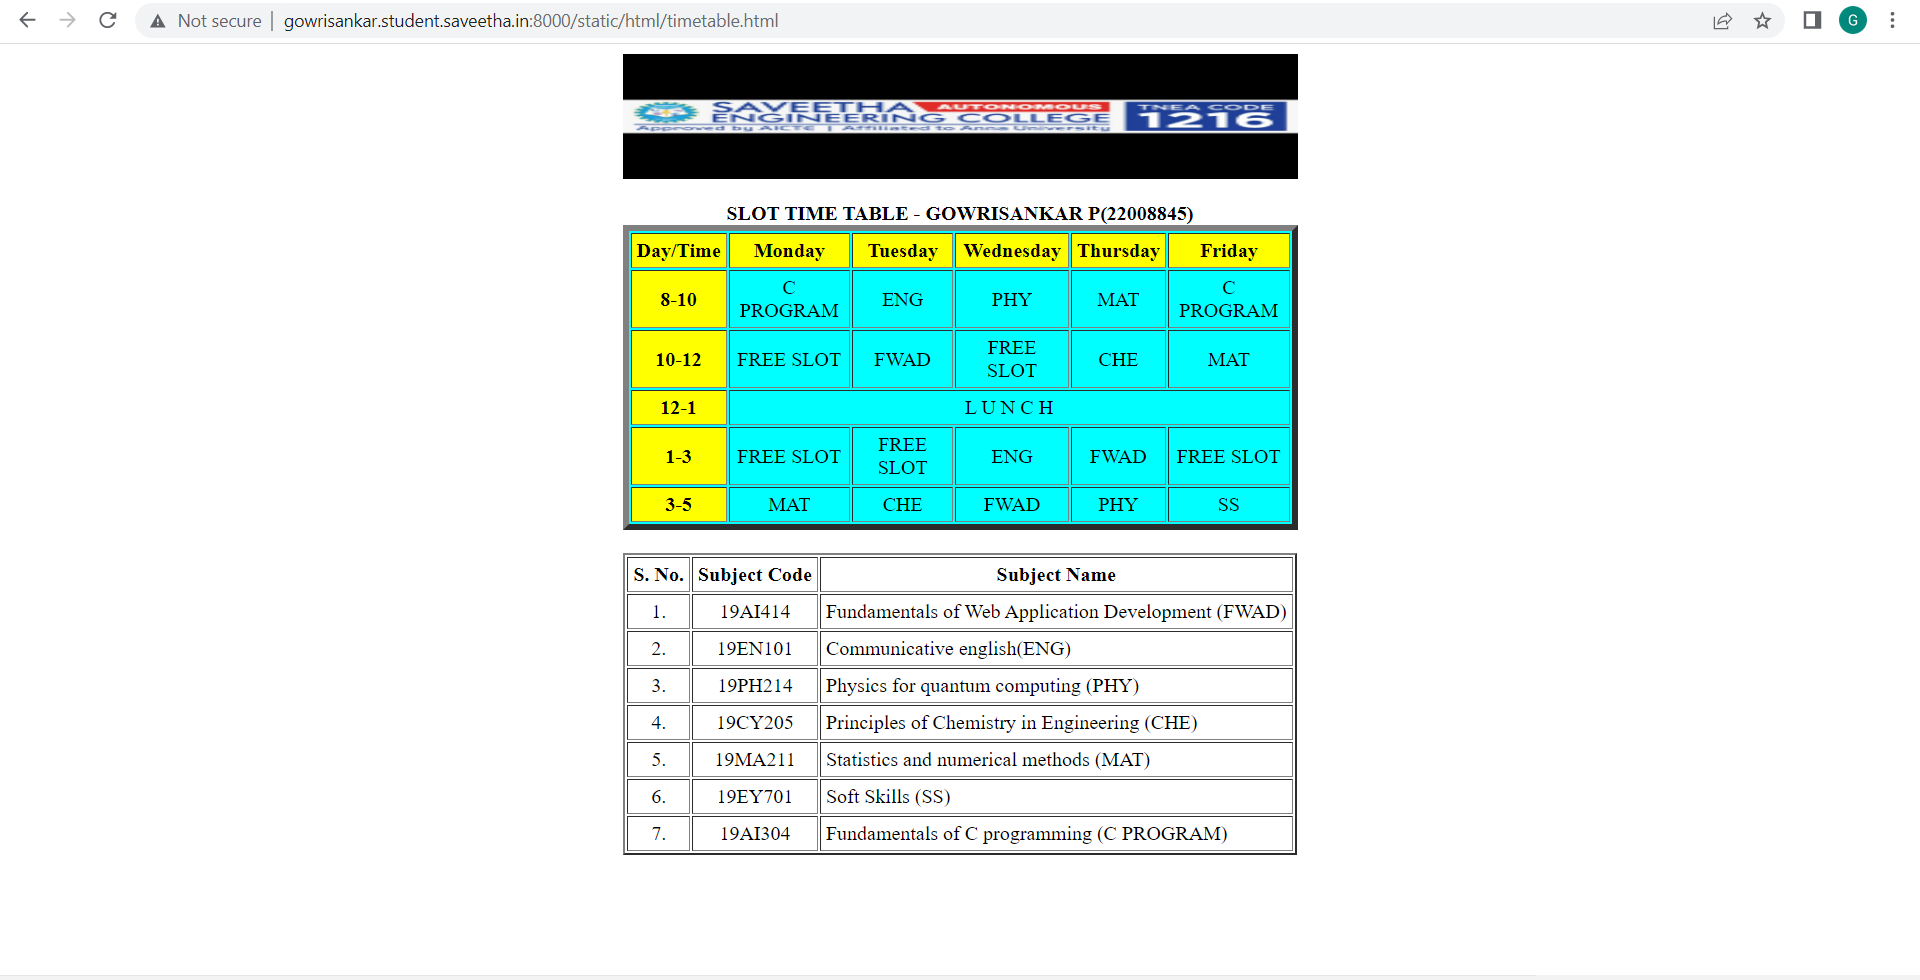 Not secure | gowrisankar.student.saveetha.in:8000/static/html/timetable.html
G
SAVEETHA AUTONOMOUS
ENGINEERING COLLEGE
Approved by AICTE | Affiliated to Anna University
TNEA CODE
1216
SLOT TIME TABLE - GOWRISANKAR P(22008845)
Day/Time Monday Tuesday Wednesday Thursday Friday
8-10 C PROGRAM ENG PHY MAT C PROGRAM
10-12 FREE SLOT FWAD FREE SLOT CHE MAT
12-1 L U N C H
1-3 FREE SLOT FREE SLOT ENG FWAD FREE SLOT
3-5 MAT CHE FWAD PHY SS
S. No. Subject Code Subject Name
1. 19AI414 Fundamentals of Web Application Development (FWAD)
2. 19EN101 Communicative english(ENG)
3. 19PH214 Physics for quantum computing (PHY)
4. 19CY205 Principles of Chemistry in Engineering (CHE)
5. 19MA211 Statistics and numerical methods (MAT)
6. 19EY701 Soft Skills (SS)
7. 19AI304 Fundamentals of C programming (C PROGRAM)